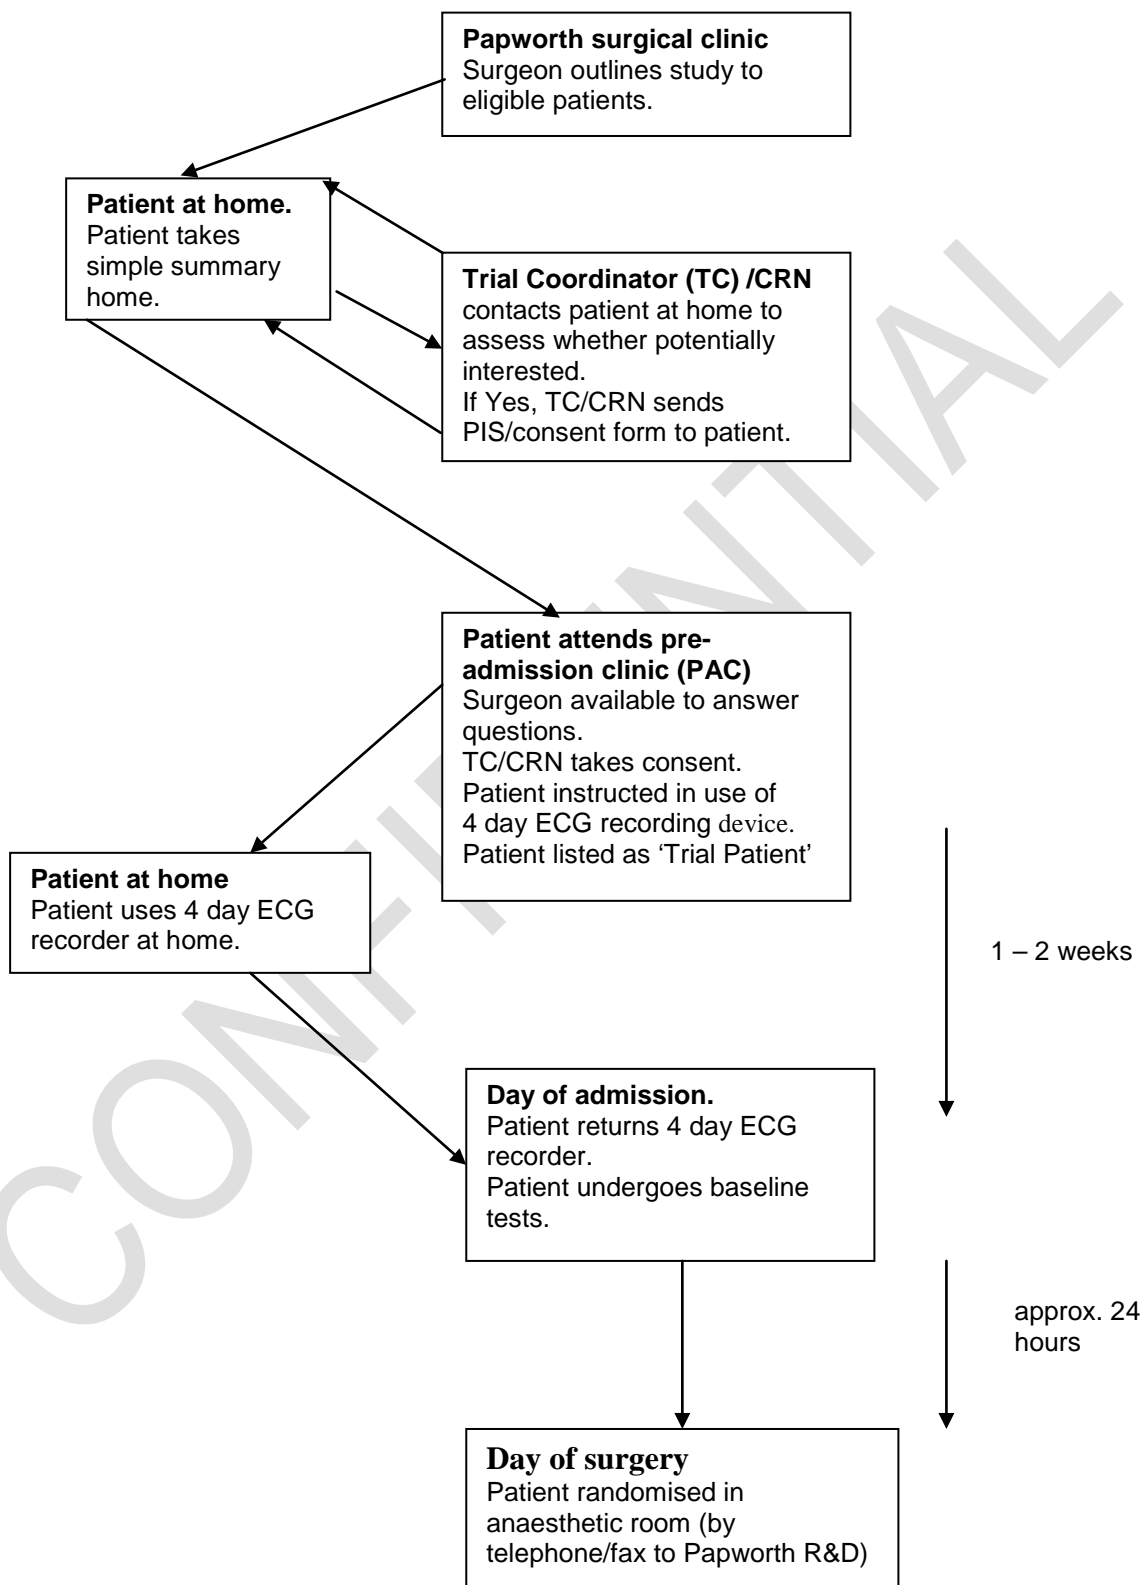 Papworth surgical clinic
Surgeon outlines study to
eligible patients.
Patient at home.
Patient takes
simple summary
home.
Trial Coordinator (TC) /CRN
contacts patient at home to
assess whether potentially
interested.
If Yes, TC/CRN sends
PIS/consent form to patient.
Patient attends pre-
admission clinic (PAC)
Surgeon available to answer
questions.
TC/CRN takes consent.
Patient instructed in use of
4 day ECG recording device.
Patient listed as ‘Trial Patient’
Patient at home
Patient uses 4 day ECG
recorder at home.
1 – 2 weeks
Day of admission.
Patient returns 4 day ECG
recorder.
Patient undergoes baseline
tests.
approx. 24
hours
Day of surgery
Patient randomised in
anaesthetic room (by
telephone/fax to Papworth R&D)
CONFIDENTIAL